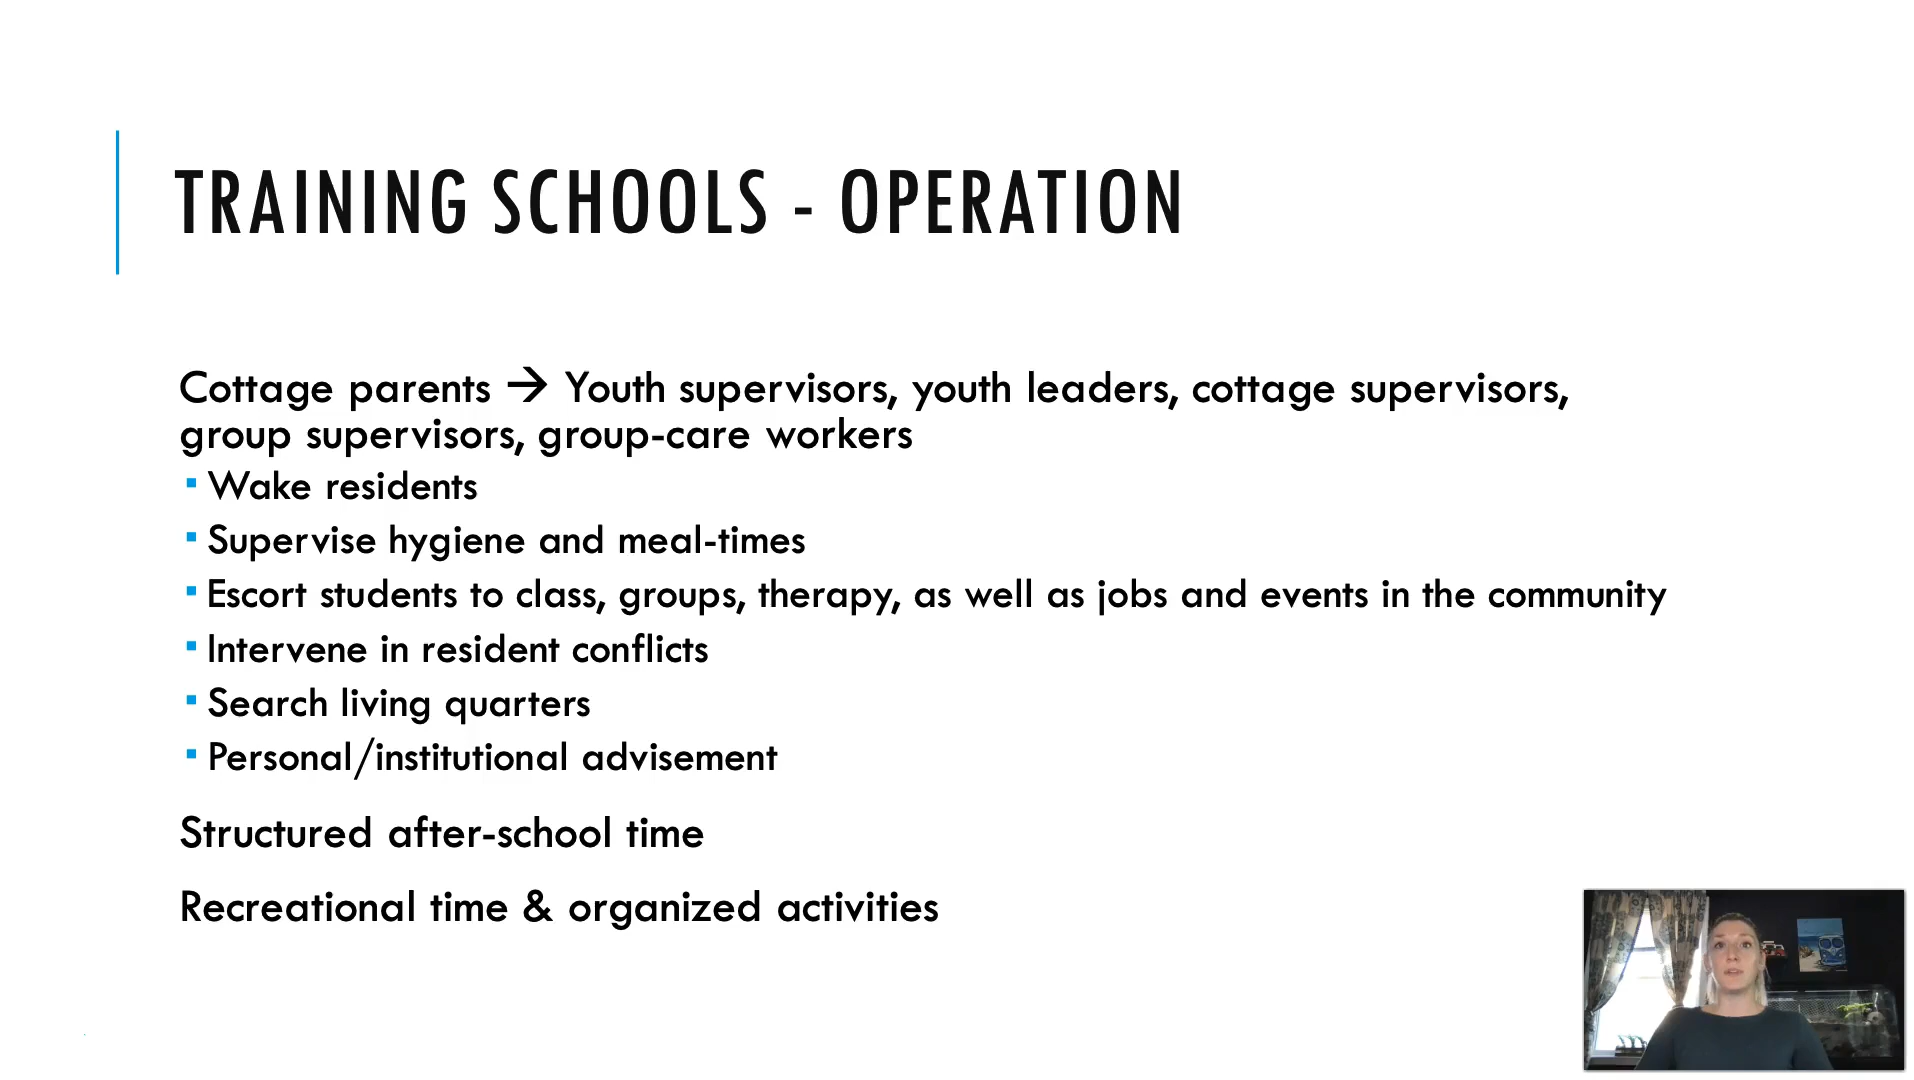 TRAINING SCHOOLS - OPERATION
Cottage parents → Youth supervisors, youth leaders, cottage supervisors,
group supervisors, group-care workers
▪ Wake residents
▪ Supervise hygiene and meal-times
▪ Escort students to class, groups, therapy, as well as jobs and events in the community
▪ Intervene in resident conflicts
▪ Search living quarters
▪ Personal/institutional advisement
Structured after-school time
Recreational time & organized activities